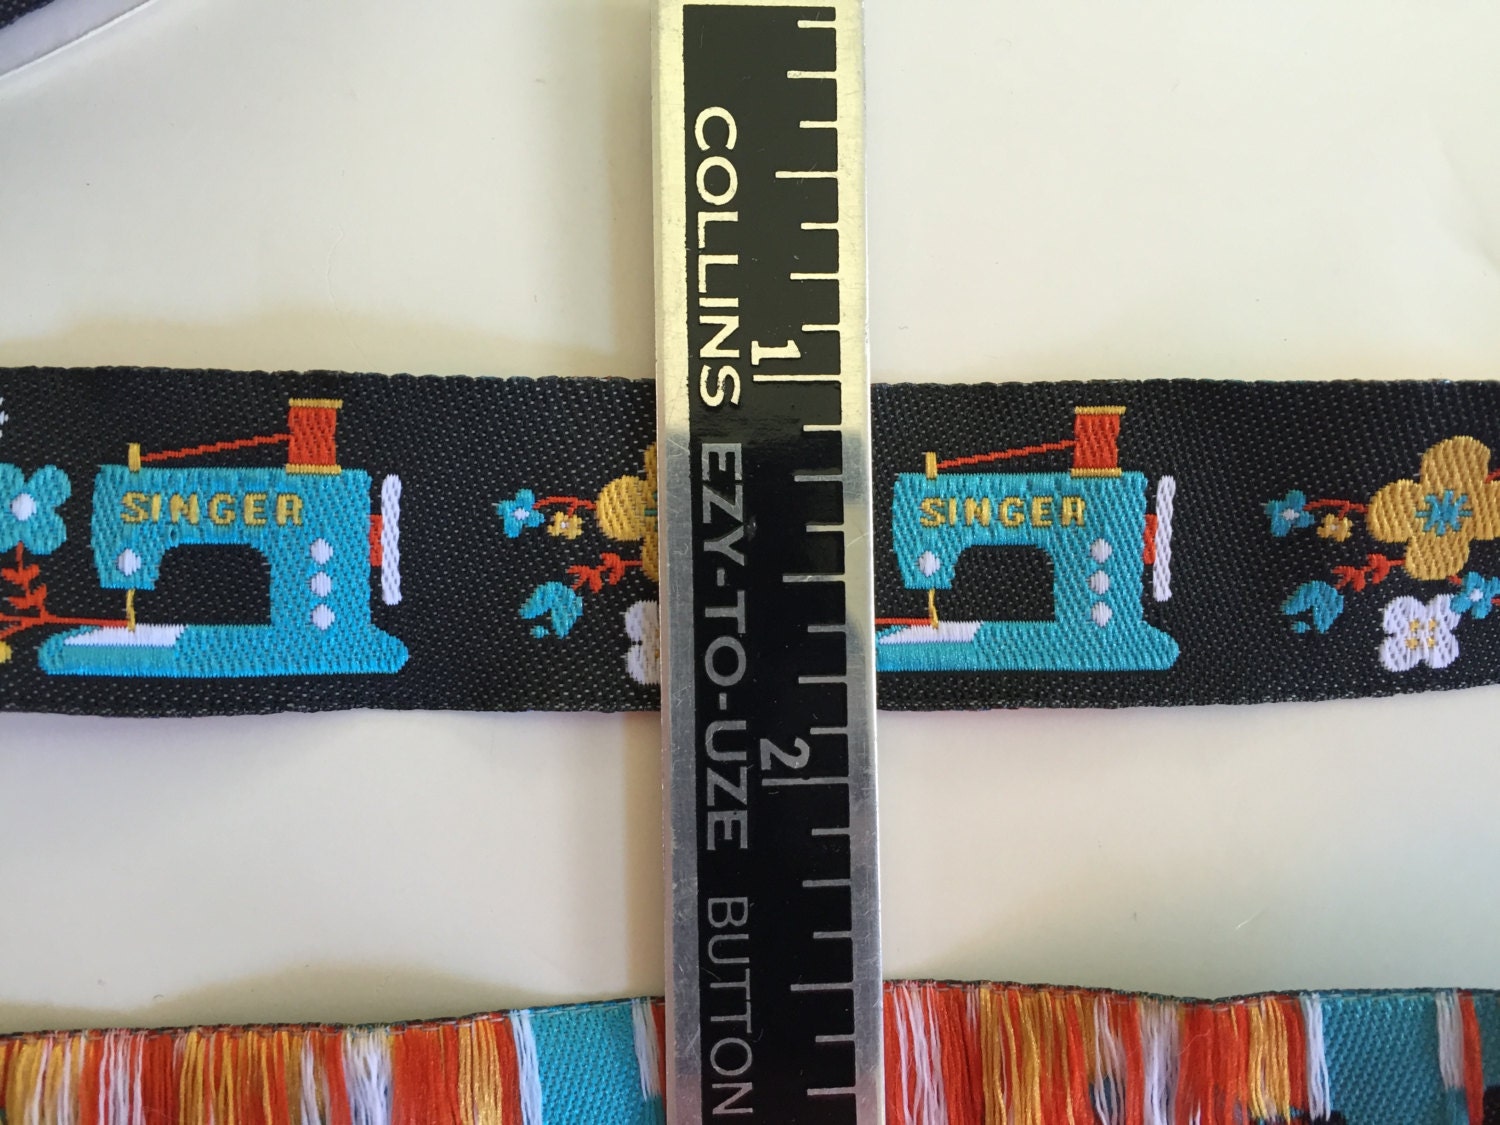 COLLINS EZY-TO-UZE BUTTON
1
2
SINGER
SINGER